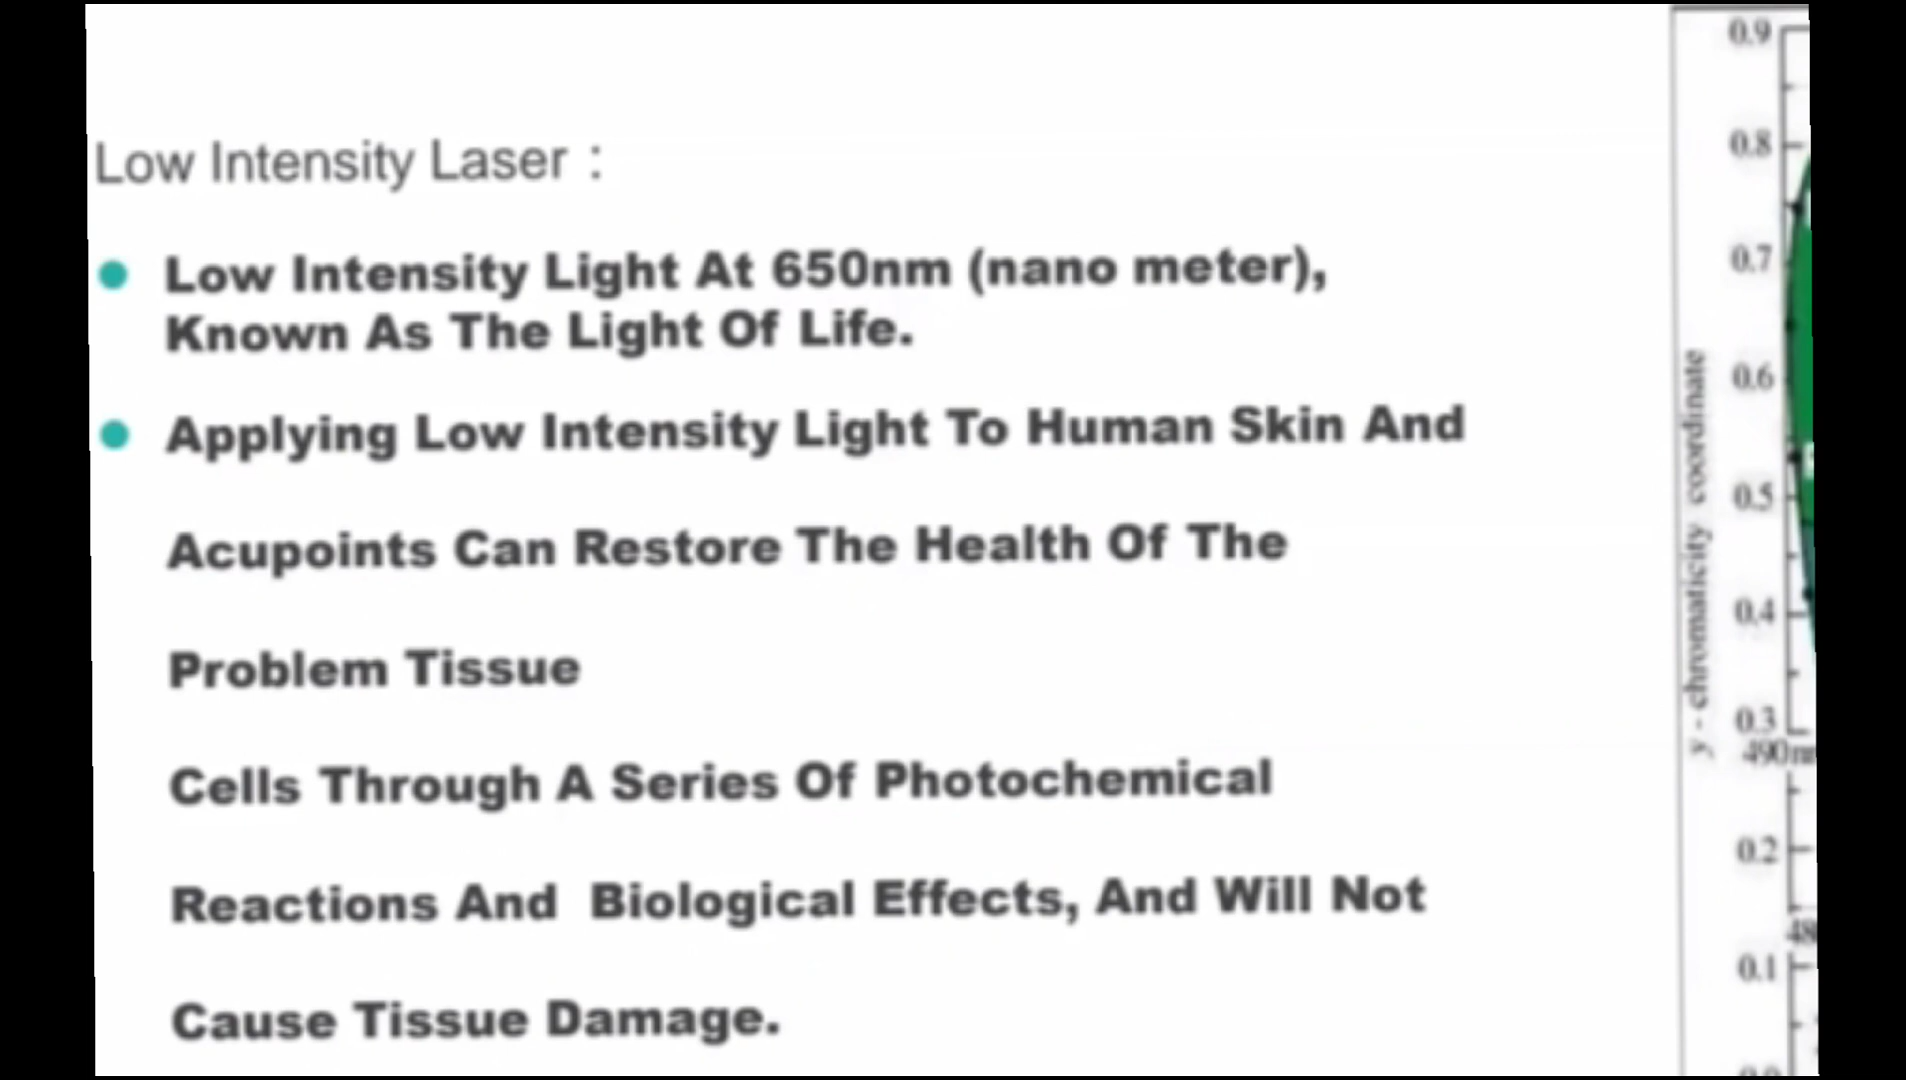 Low Intensity Laser :
Low Intensity Light At 650nm (nano meter),
Known As The Light Of Life.
Applying Low Intensity Light To Human Skin And
Acupoints Can Restore The Health Of The
Problem Tissue
Cells Through A Series Of Photochemical
Reactions And Biological Effects, And Will Not
Cause Tissue Damage.
y - chromaticity coordinate
0.9
0.8
0.7
0.6
0.5
0.4
0.3
490nm
0.2
48
0.1